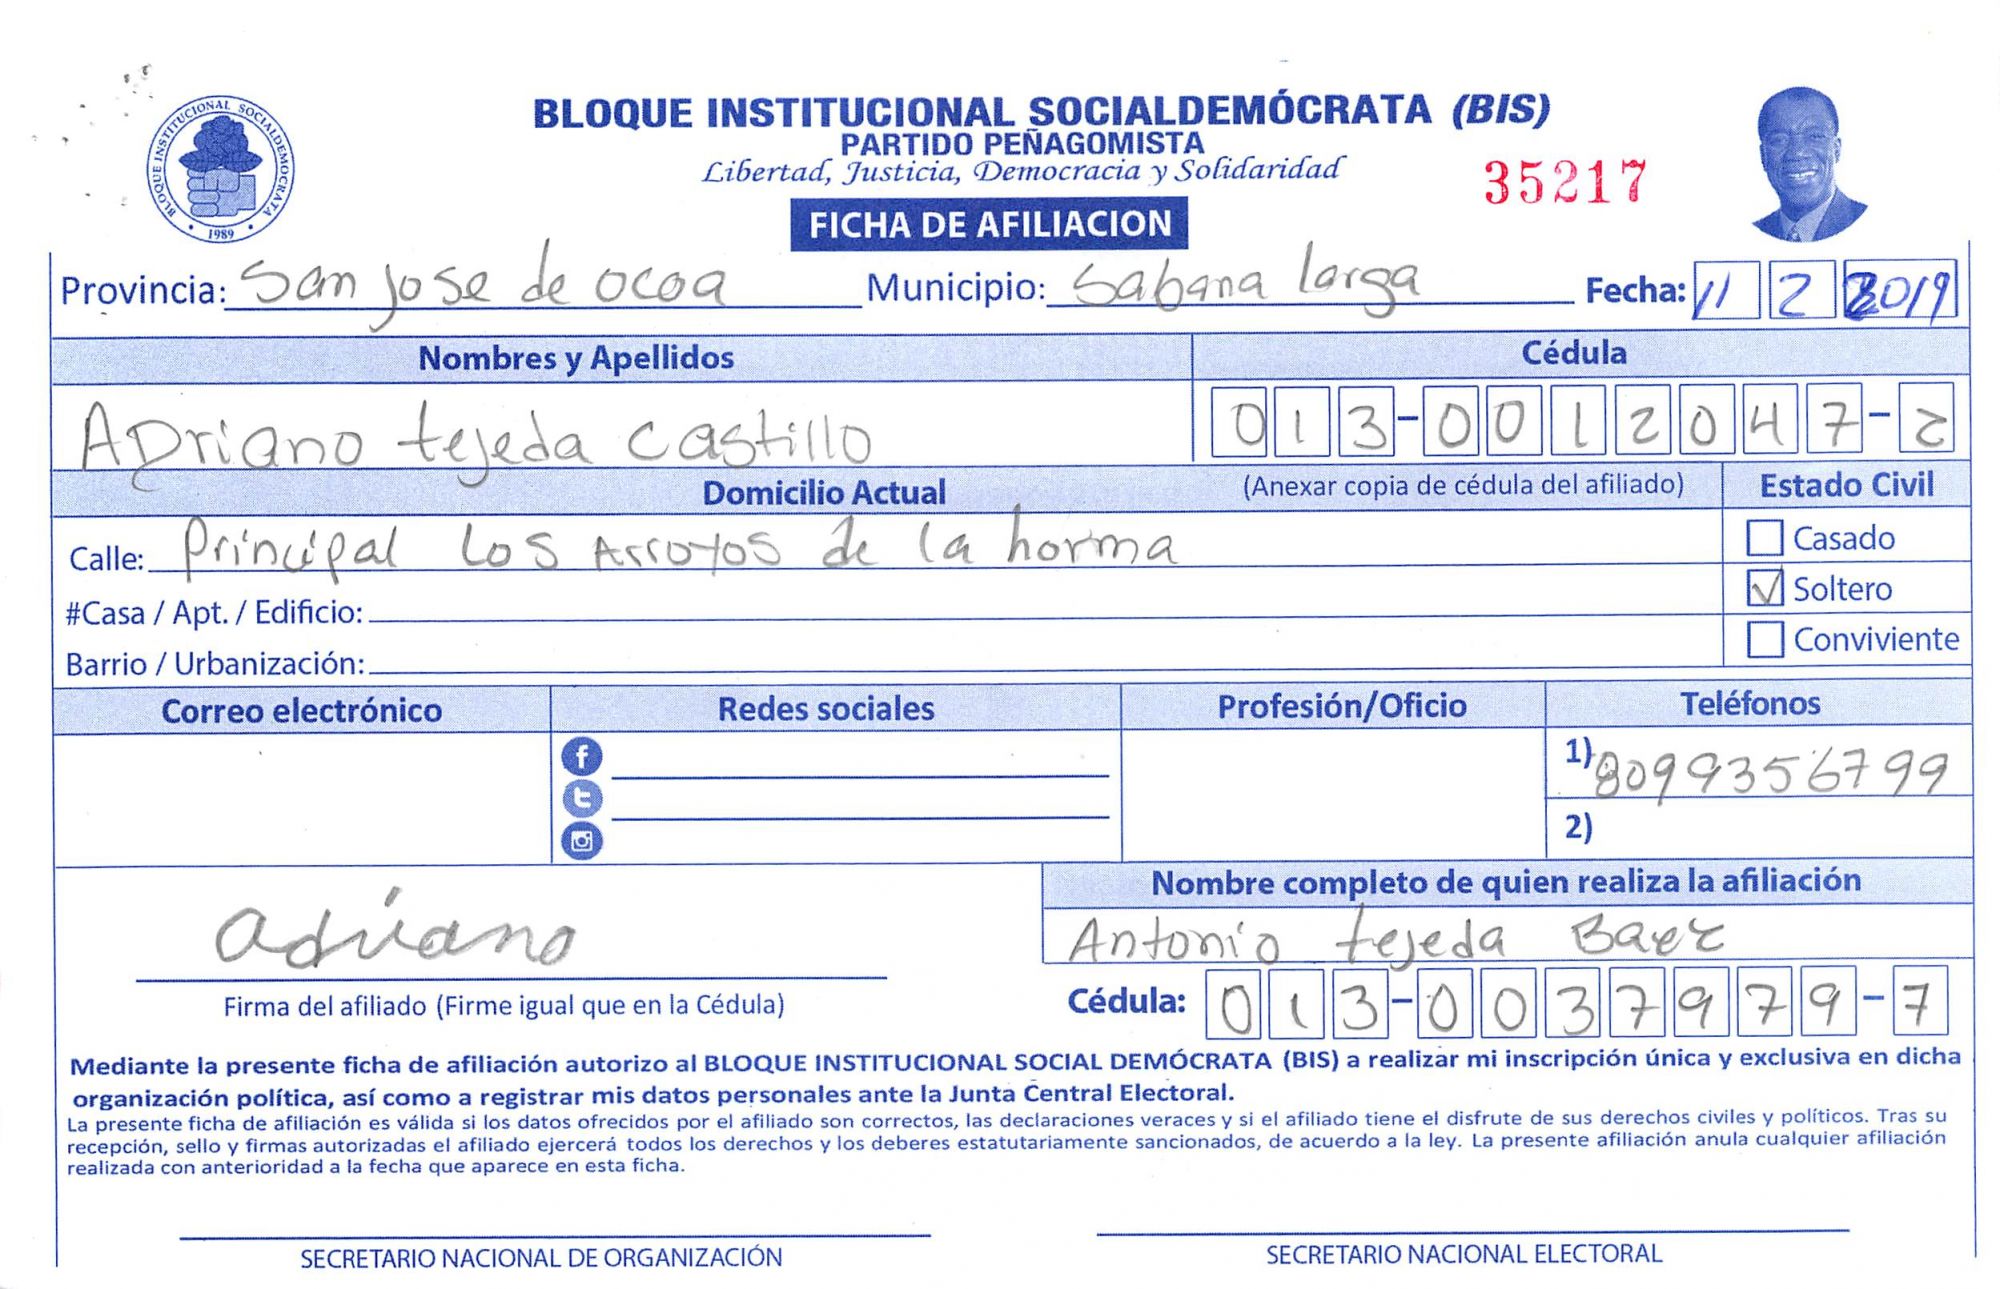 BLOQUE INSTITUCIONAL SOCIALDEMOCRATA
1989
BLOQUE INSTITUCIONAL SOCIALDEMÓCRATA (BIS)
PARTIDO PEÑAGOMISTA
Libertad, Justicia, Democracia y Solidaridad
35217
FICHA DE AFILIACION
Provincia: San jose de ocoa Municipio: Sabana larga Fecha: 11 2 2019
Nombres y Apellidos Cédula
ADriano tejeda castillo 013-0012047-2
Domicilio Actual (Anexar copia de cédula del afiliado) Estado Civil
Calle: Principal Los Arroyos de la horma Casado
#Casa / Apt. / Edificio: Soltero
Barrio / Urbanización: Conviviente
Correo electrónico Redes sociales Profesión/Oficio Teléfonos
1) 8099356799
2)
Nombre completo de quien realiza la afiliación
adriano Antonio tejeda Baez
Firma del afiliado (Firme igual que en la Cédula) Cédula: 013-0037979-7
Mediante la presente ficha de afiliación autorizo al BLOQUE INSTITUCIONAL SOCIAL DEMÓCRATA (BIS) a realizar mi inscripción única y exclusiva en dicha
organización política, así como a registrar mis datos personales ante la Junta Central Electoral.
La presente ficha de afiliación es válida si los datos ofrecidos por el afiliado son correctos, las declaraciones veraces y si el afiliado tiene el disfrute de sus derechos civiles y políticos. Tras su
recepción, sello y firmas autorizadas el afiliado ejercerá todos los derechos y los deberes estatutariamente sancionados, de acuerdo a la ley. La presente afiliación anula cualquier afiliación
realizada con anterioridad a la fecha que aparece en esta ficha.
SECRETARIO NACIONAL DE ORGANIZACIÓN SECRETARIO NACIONAL ELECTORAL